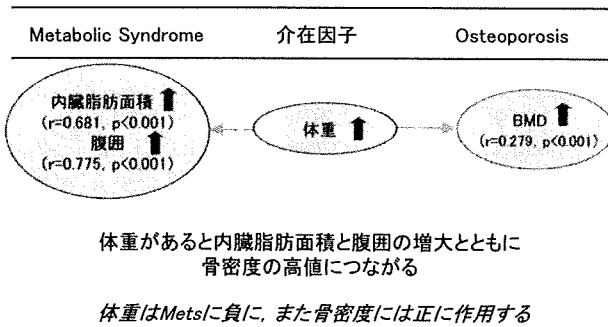 Metabolic Syndrome 介在因子 Osteoporosis
内臓脂肪面積
(r=0.681, p<0.001)
腹囲
(r=0.775, p<0.001)
体重
BMD
(r=0.279, p<0.001)
体重があると内臓脂肪面積と腹囲の増大とともに
骨密度の高値につながる
体重はMetsに負に, また骨密度には正に作用する